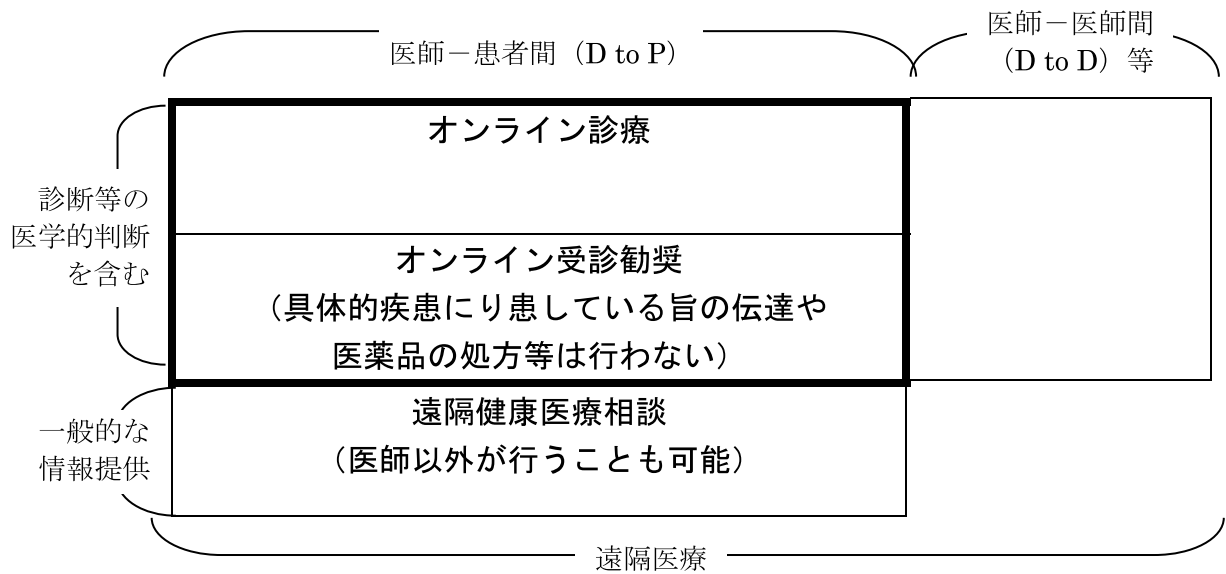 医師－患者間（D to P）
医師－医師間
（D to D）等
オンライン診療
診断等の
医学的判断
を含む
オンライン受診勧奨
（具体的疾患にり患している旨の伝達や
医薬品の処方等は行わない）
一般的な
情報提供
遠隔健康医療相談
（医師以外が行うことも可能）
遠隔医療